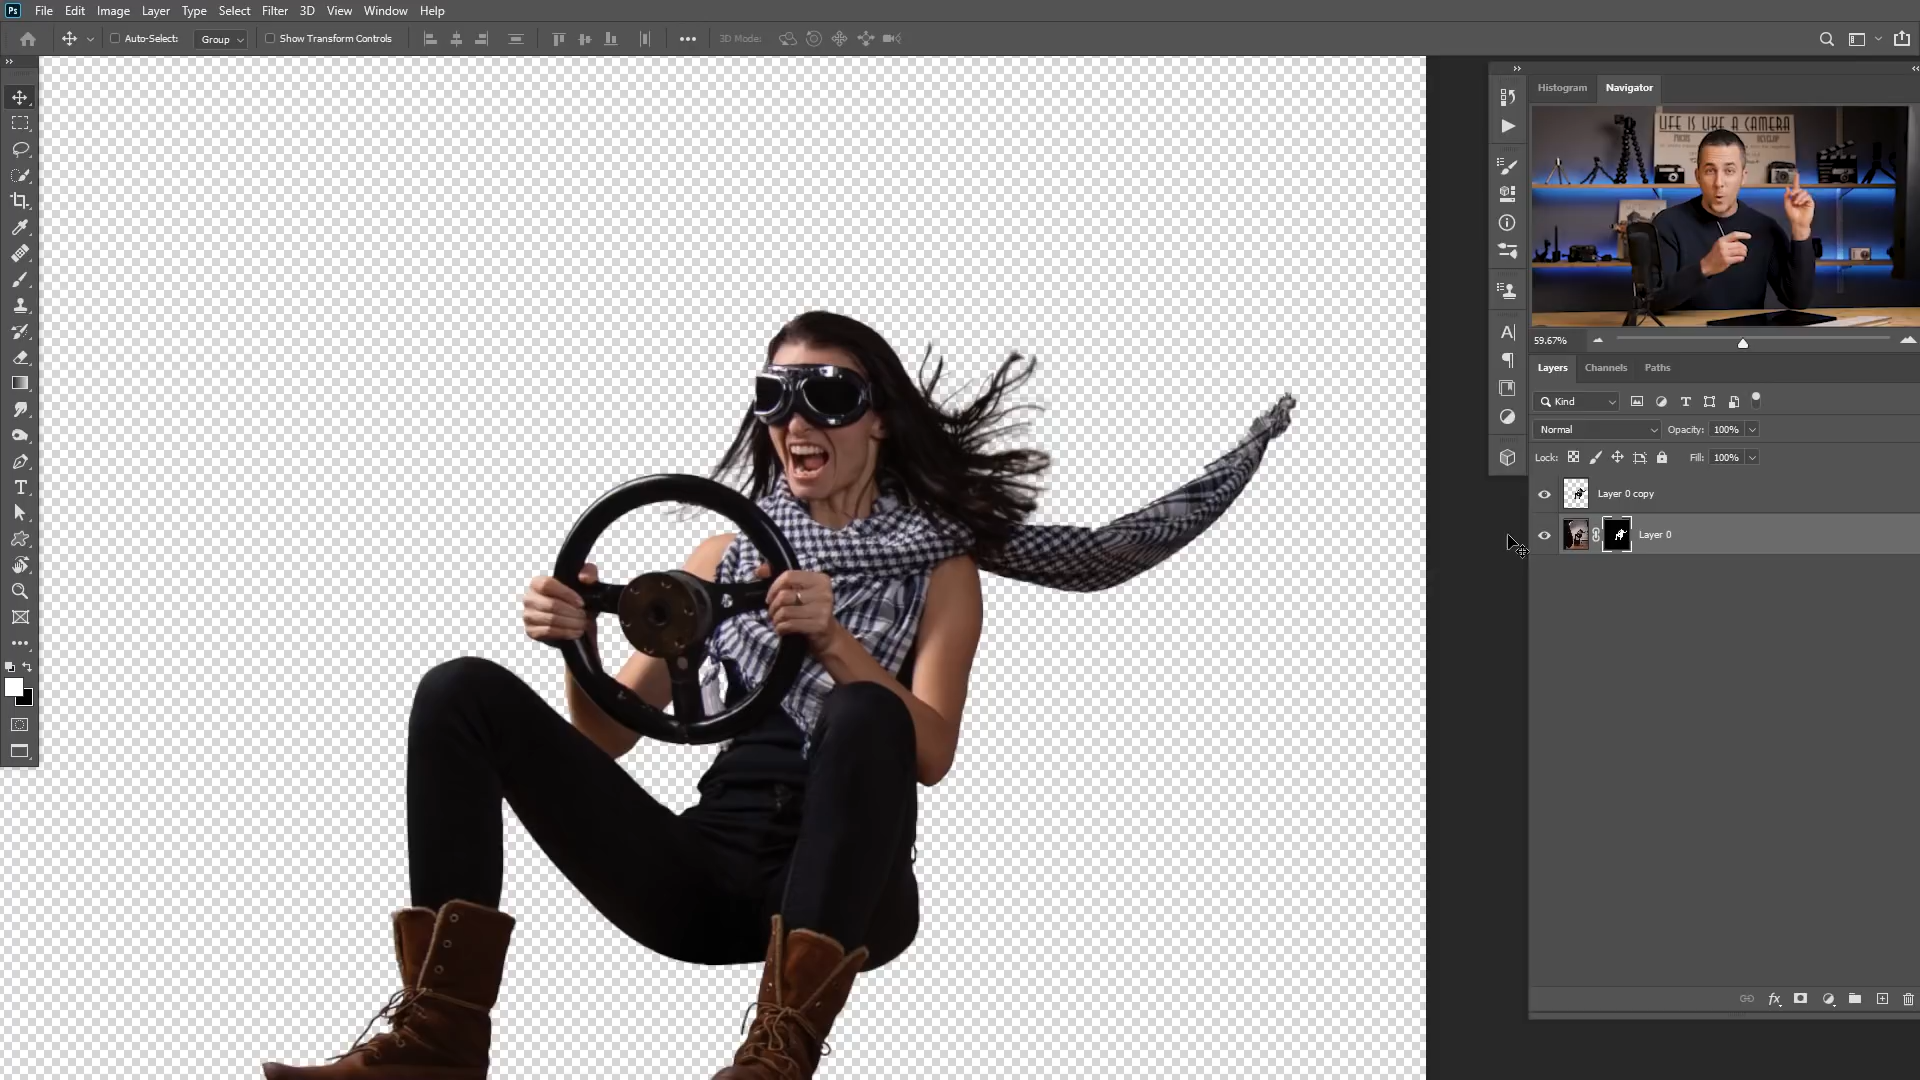 Ps File Edit Image Layer Type Select Filter 3D View Window Help
Auto-Select: Group Show Transform Controls 3D Mode:
Histogram Navigator
LIFE IS LIKE A CAMERA
FOCUS DEVELOP
59.67%
Layers Channels Paths
Kind
Normal Opacity: 100%
Lock: Fill: 100%
Layer 0 copy
Layer 0